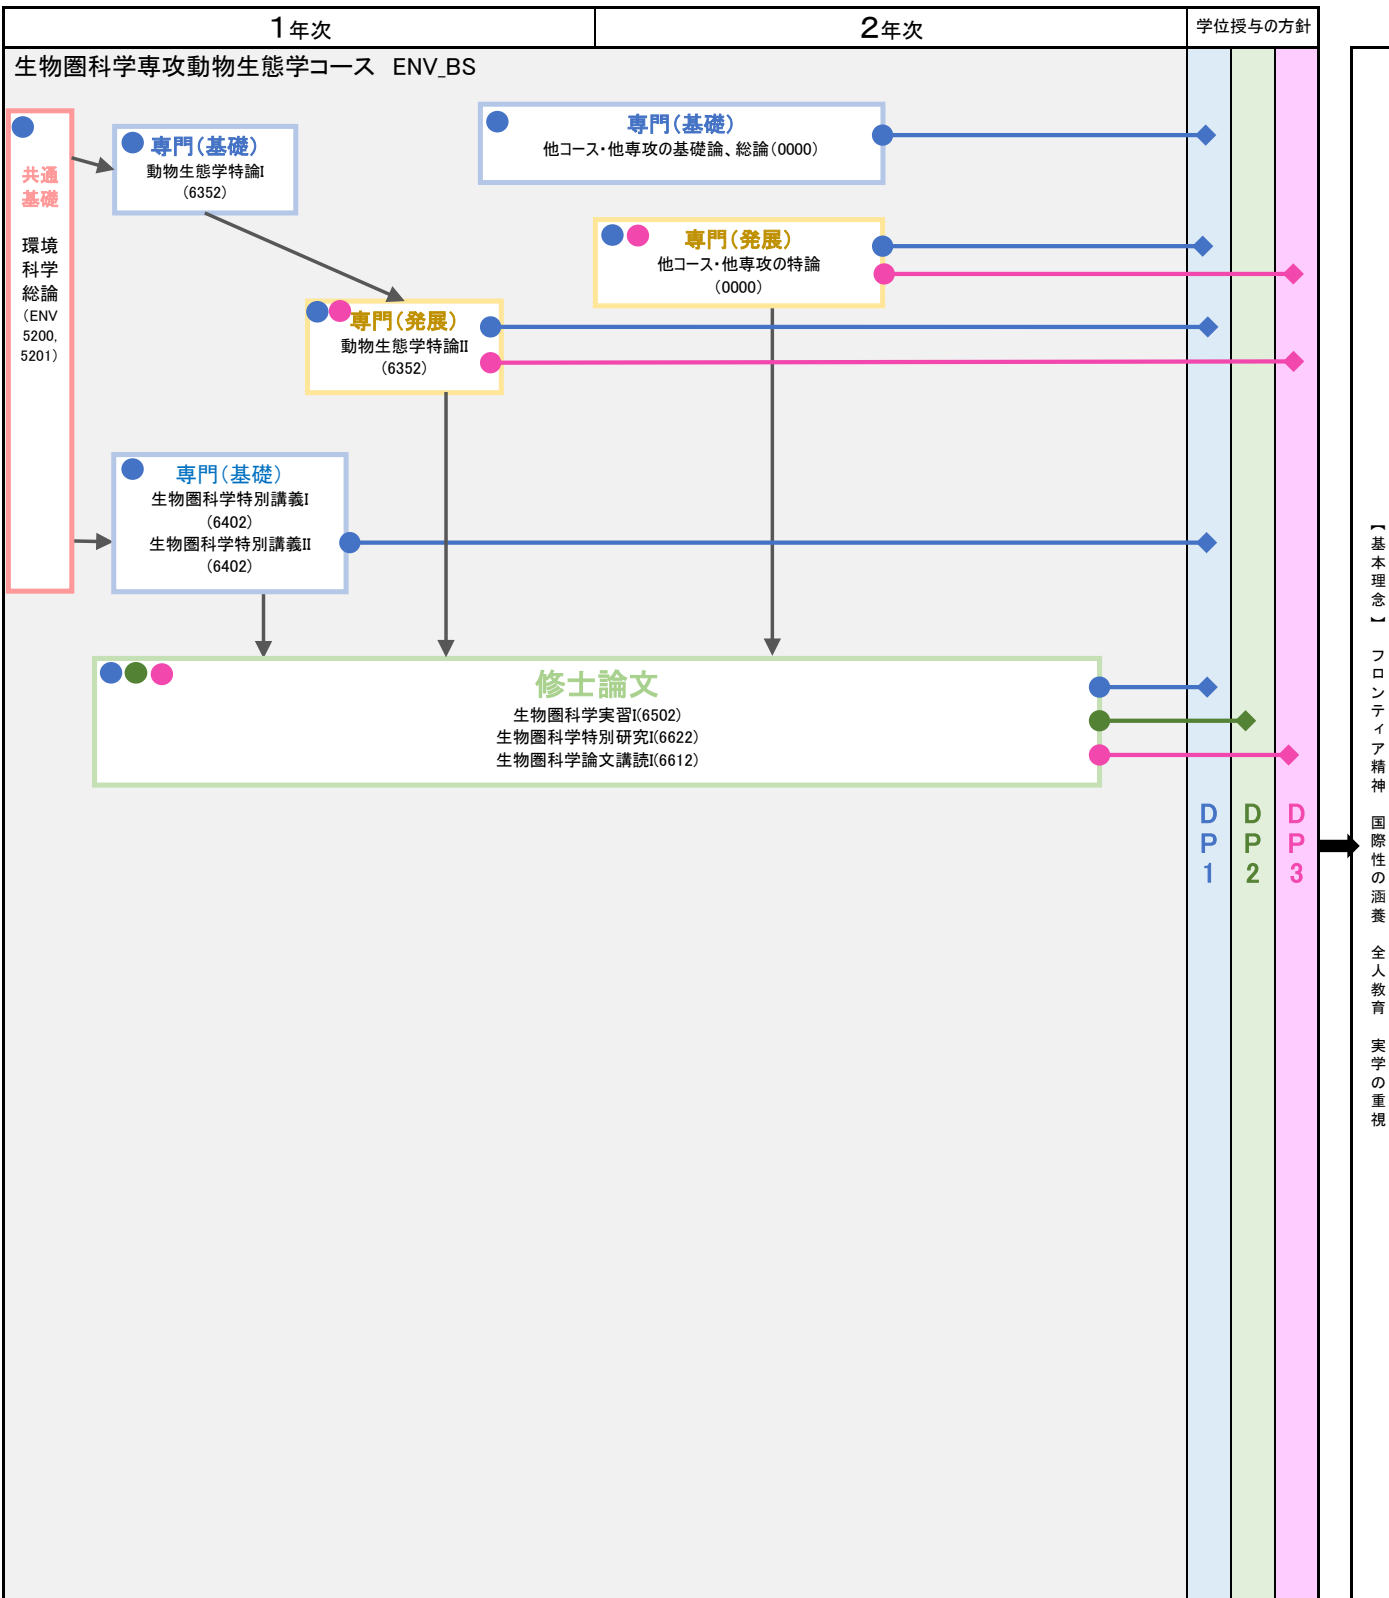 1年次
2年次
学位授与の方針
生物圏科学専攻動物生態学コース ENV_BS
共通
基礎
環境
科学
総論
(ENV
5200,
5201)
専門(基礎)
動物生態学特論I
(6352)
専門(基礎)
他コース・他専攻の基礎論、総論(0000)
専門(発展)
他コース・他専攻の特論
(0000)
専門(発展)
動物生態学特論II
(6352)
専門(基礎)
生物圏科学特別講義I
(6402)
生物圏科学特別講義II
(6402)
修士論文
生物圏科学実習I(6502)
生物圏科学特別研究I(6622)
生物圏科学論文講読I(6612)
DP1
DP2
DP3
【基本理念】 フロンティア精神 国際性の涵養 全人教育 実学の重視